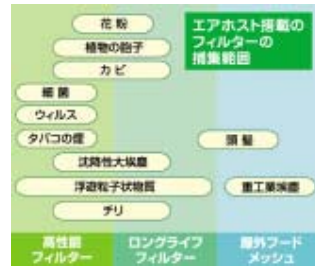 花粉
エアホスト搭載の
フィルターの
捕集範囲
植物の胞子
カビ
細菌
ウィルス
タバコの煙
頭髪
沈降性大埃塵
浮遊粒子状物質
重工業埃塵
チリ
高性能
フィルター
ロングライフ
フィルター
屋外フード
メッシュ